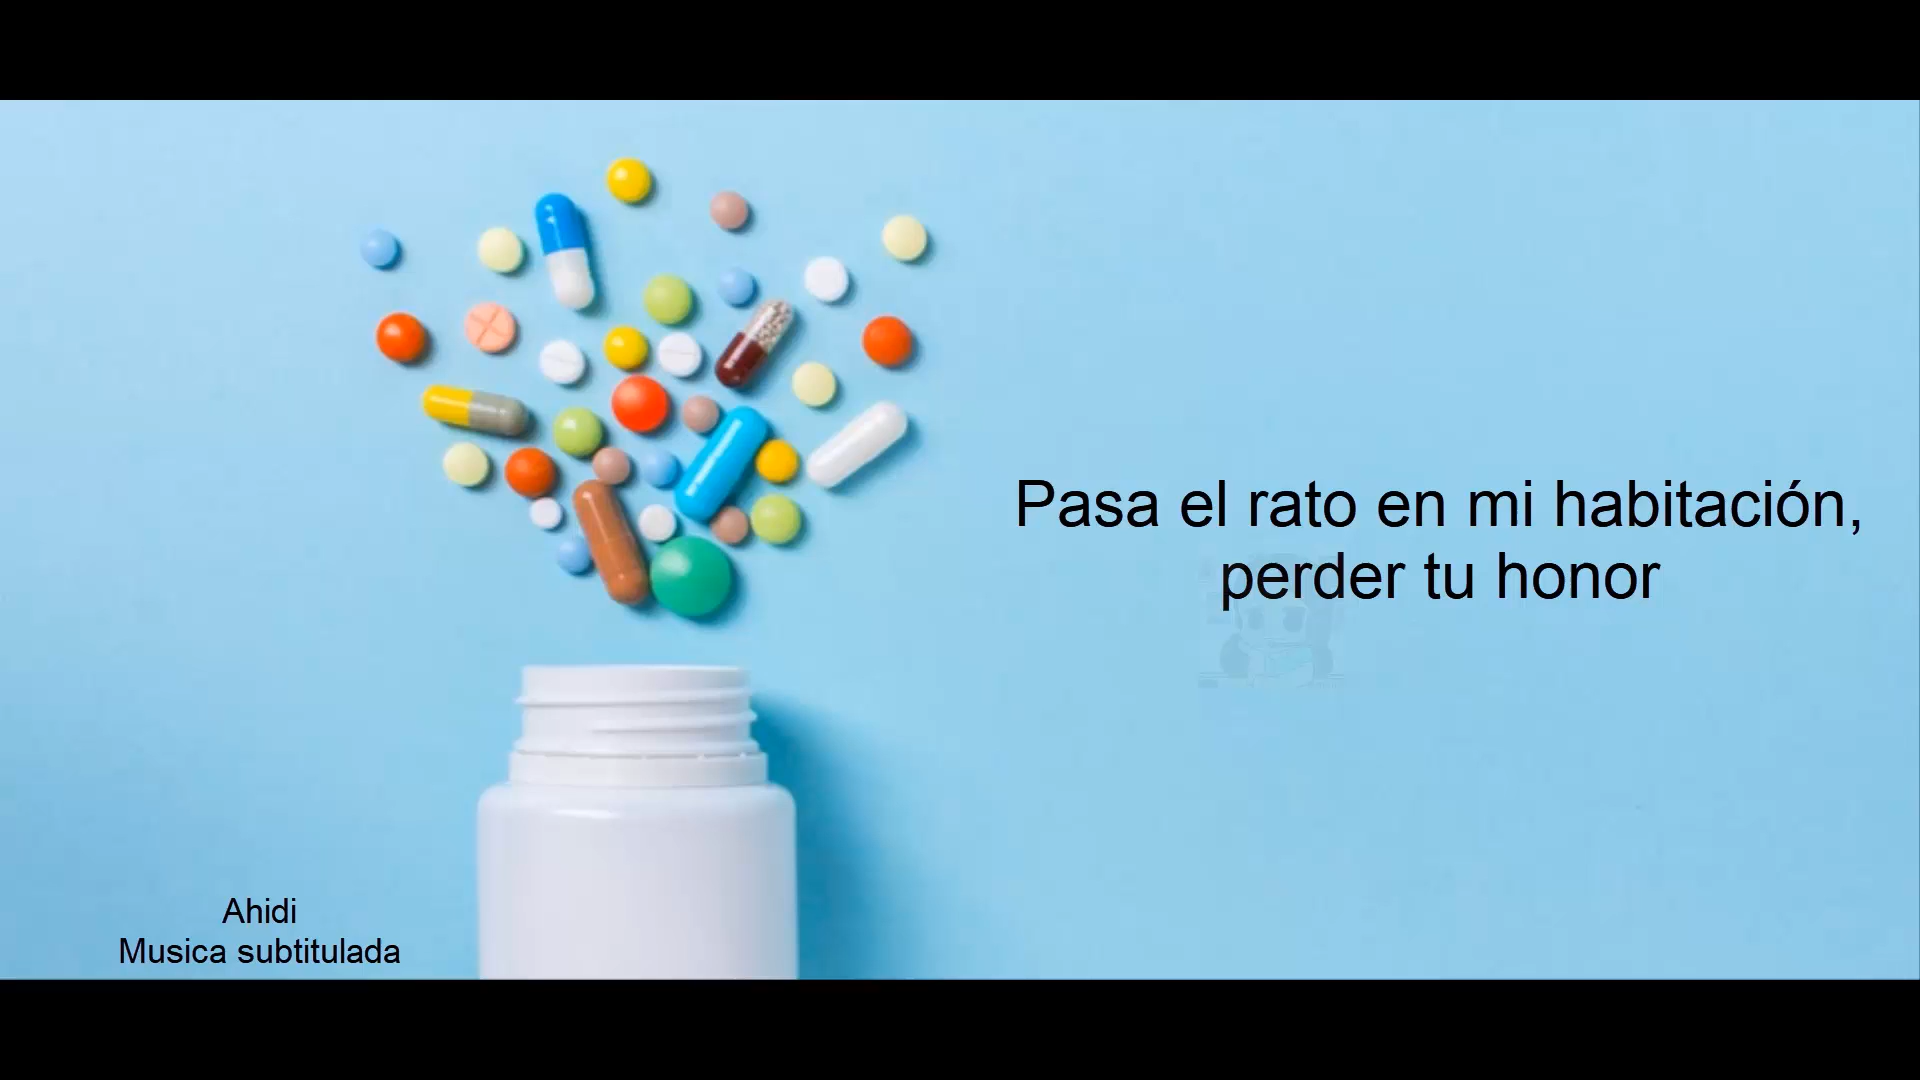 Pasa el rato en mi habitación,
perder tu honor
Ahidi
Musica subtitulada